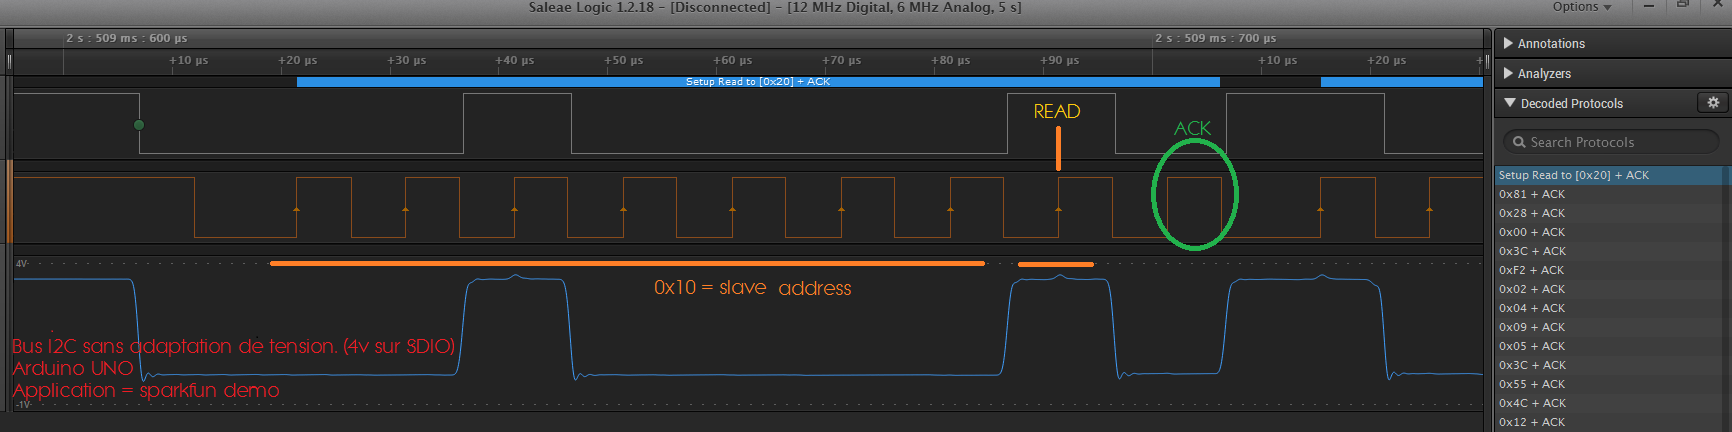 Saleae Logic 1.2.18 - [Disconnected] - [12 MHz Digital, 6 MHz Analog, 5 s]
Options
2 s : 509 ms : 600 µs
2 s : 509 ms : 700 µs
+10 µs
+20 µs
+30 µs
+40 µs
+50 µs
+60 µs
+70 µs
+80 µs
+90 µs
+10 µs
+20 µs
Setup Read to [0x20] + ACK
READ
ACK
4V
0x10 = slave address
Bus I2C sans adaptation de tension. (4v sur SDIO)
Arduino UNO
Application = sparkfun demo
-1V
Annotations
Analyzers
Decoded Protocols
Search Protocols
Setup Read to [0x20] + ACK
0x81 + ACK
0x28 + ACK
0x00 + ACK
0x3C + ACK
0xF2 + ACK
0x02 + ACK
0x04 + ACK
0x09 + ACK
0x05 + ACK
0x3C + ACK
0x55 + ACK
0x4C + ACK
0x12 + ACK